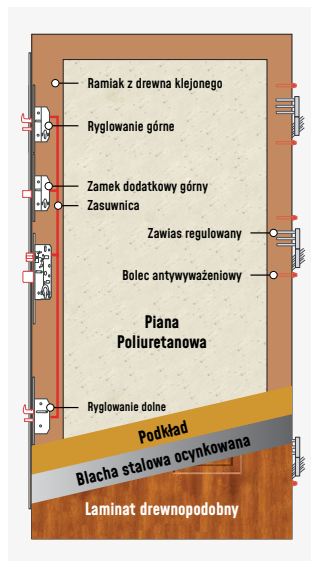 Ramiak z drewna klejonego
Ryglowanie górne
Zamek dodatkowy górny
Zasuwnica
Zawias regulowany
Bolec antywyważeniowy
Piana
Poliuretanowa
Ryglowanie dolne
Podkład
Blacha stalowa ocynkowana
Laminat drewnopodobny